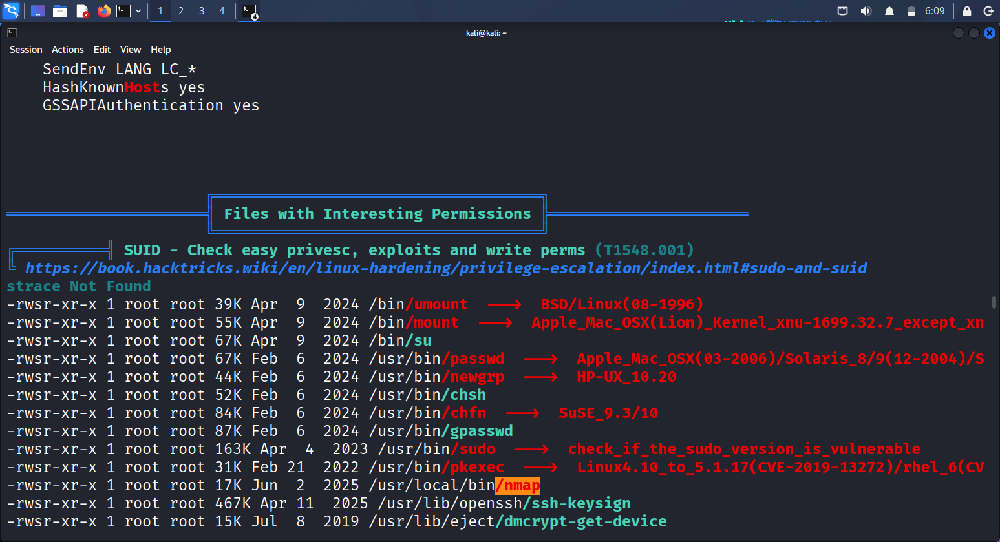 1 2 3 4
4
6:09
kali@kali: ~
Session Actions Edit View Help
SendEnv LANG LC_*
HashKnownHosts yes
GSSAPIAuthentication yes
Files with Interesting Permissions
SUID - Check easy privesc, exploits and write perms (T1548.001)
https://book.hacktricks.wiki/en/linux-hardening/privilege-escalation/index.html#sudo-and-suid
strace Not Found
-rwsr-xr-x 1 root root 39K Apr  9  2024 /bin/umount  --->  BSD/Linux(08-1996)
-rwsr-xr-x 1 root root 55K Apr  9  2024 /bin/mount  --->  Apple_Mac_OSX(Lion)_Kernel_xnu-1699.32.7_except_xn
-rwsr-xr-x 1 root root 67K Apr  9  2024 /bin/su
-rwsr-xr-x 1 root root 67K Feb  6  2024 /usr/bin/passwd  --->  Apple_Mac_OSX(03-2006)/Solaris_8/9(12-2004)/S
-rwsr-xr-x 1 root root 44K Feb  6  2024 /usr/bin/newgrp  --->  HP-UX_10.20
-rwsr-xr-x 1 root root 52K Feb  6  2024 /usr/bin/chsh
-rwsr-xr-x 1 root root 84K Feb  6  2024 /usr/bin/chfn  --->  SuSE_9.3/10
-rwsr-xr-x 1 root root 87K Feb  6  2024 /usr/bin/gpasswd
-rwsr-xr-x 1 root root 163K Apr  4  2023 /usr/bin/sudo  --->  check_if_the_sudo_version_is_vulnerable
-rwsr-xr-x 1 root root 31K Feb 21  2022 /usr/bin/pkexec  --->  Linux4.10_to_5.1.17(CVE-2019-13272)/rhel_6(CV
-rwsr-xr-x 1 root root 17K Jun  2  2025 /usr/local/bin/nmap
-rwsr-xr-x 1 root root 467K Apr 11  2025 /usr/lib/openssh/ssh-keysign
-rwsr-xr-x 1 root root 15K Jul  8  2019 /usr/lib/eject/dmcrypt-get-device